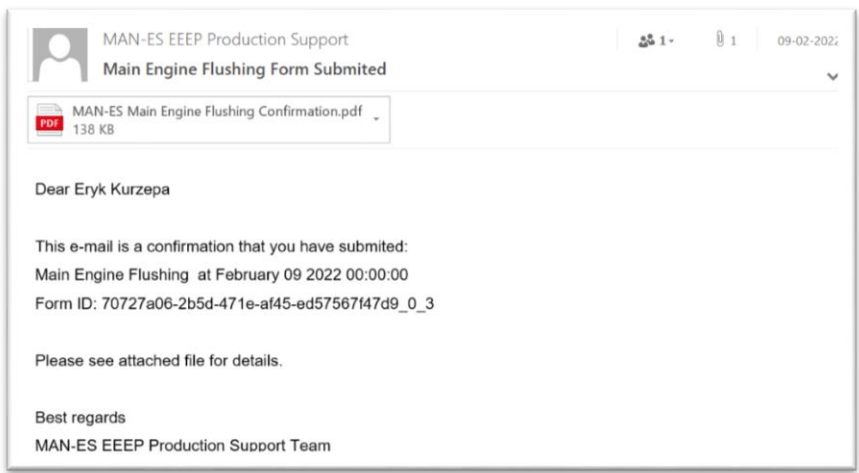 MAN-ES EEEP Production Support
1
1
09-02-2022
Main Engine Flushing Form Submited
PDF
MAN-ES Main Engine Flushing Confirmation.pdf
138 KB
Dear Eryk Kurzepa
This e-mail is a confirmation that you have submited:
Main Engine Flushing at February 09 2022 00:00:00
Form ID: 70727a06-2b5d-471e-af45-ed57567f47d9_0_3
Please see attached file for details.
Best regards
MAN-ES EEEP Production Support Team